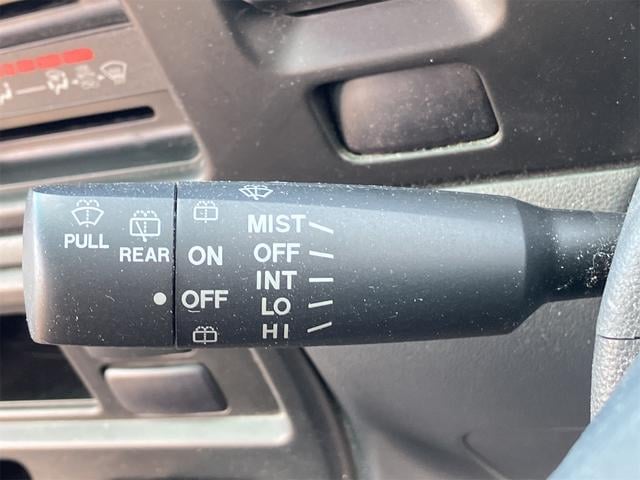 PULL
REAR
ON
OFF
MIST
OFF
INT
LO
HI